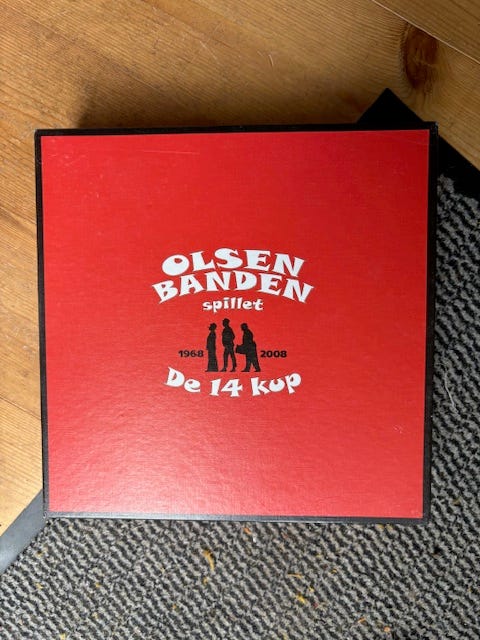 OLSEN
BANDEN
spillet
1968 2008
De 14 kup